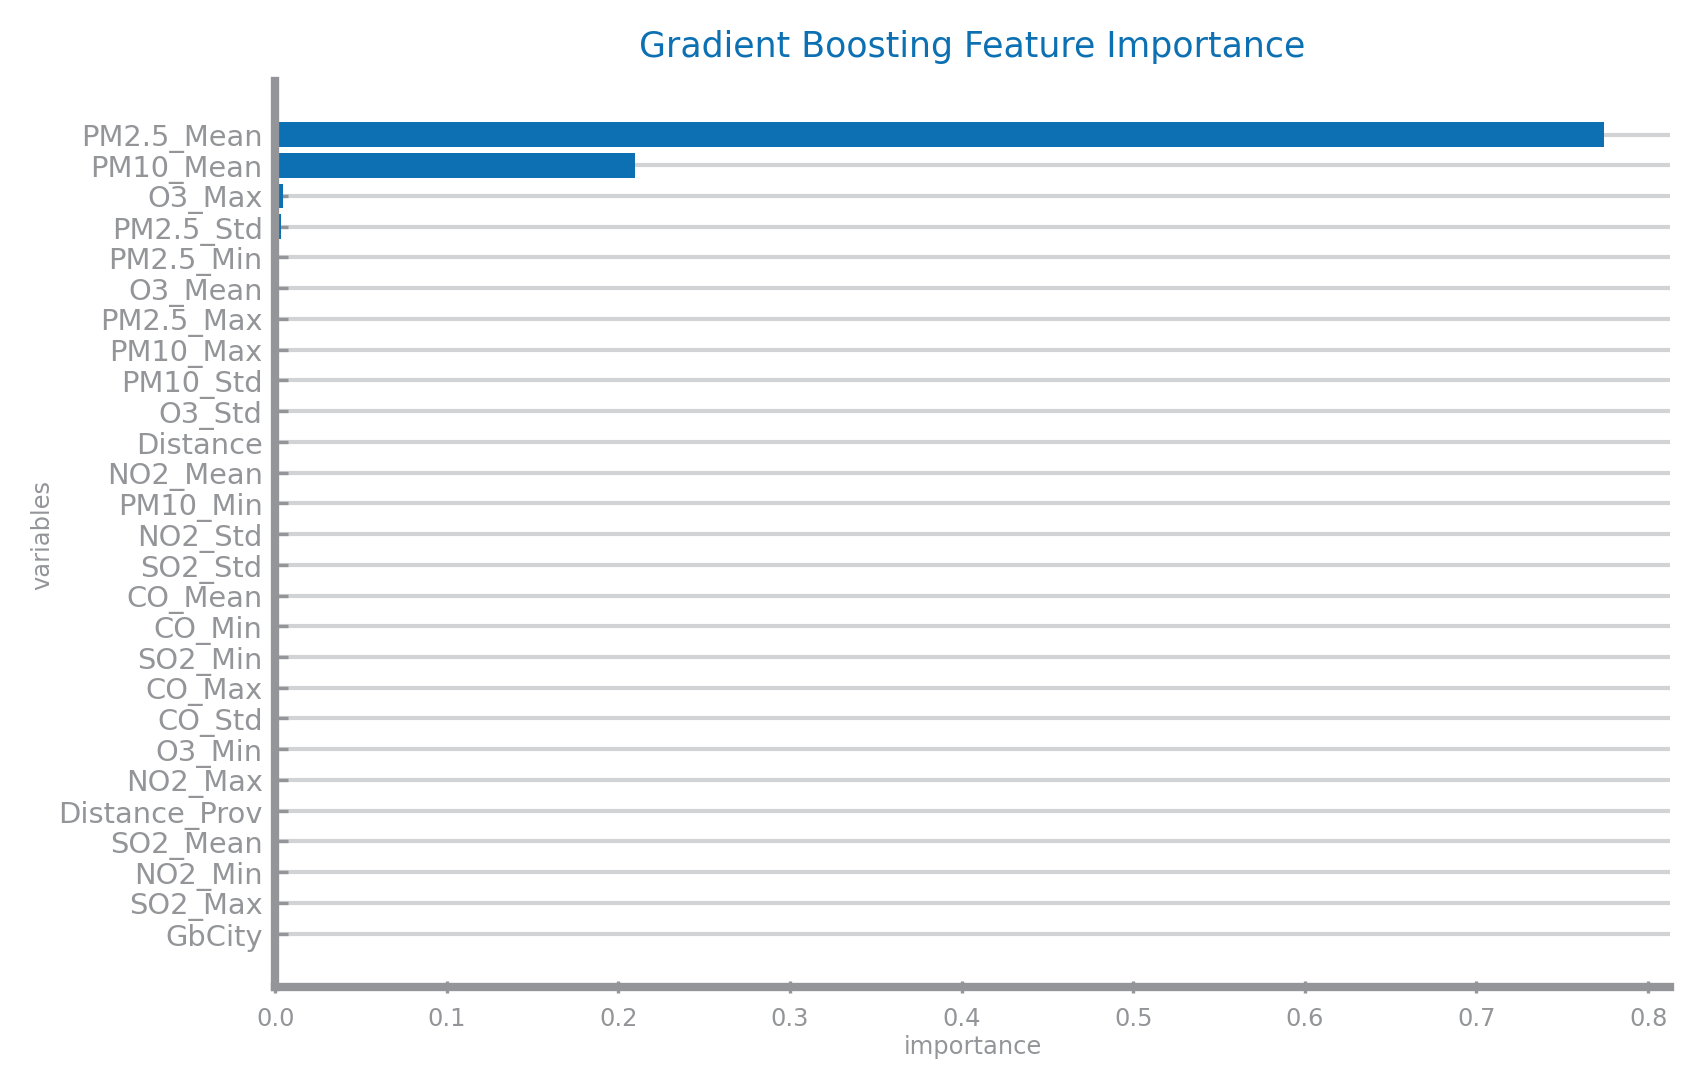 Gradient Boosting Feature Importance
PM2.5_Mean
PM10_Mean
O3_Max
PM2.5_Std
PM2.5_Min
O3_Mean
PM2.5_Max
PM10_Max
PM10_Std
O3_Std
Distance
NO2_Mean
PM10_Min
NO2_Std
SO2_Std
CO_Mean
CO_Min
SO2_Min
CO_Max
CO_Std
O3_Min
NO2_Max
Distance_Prov
SO2_Mean
NO2_Min
SO2_Max
GbCity
variables
0.0 0.1 0.2 0.3 0.4 0.5 0.6 0.7 0.8
importance